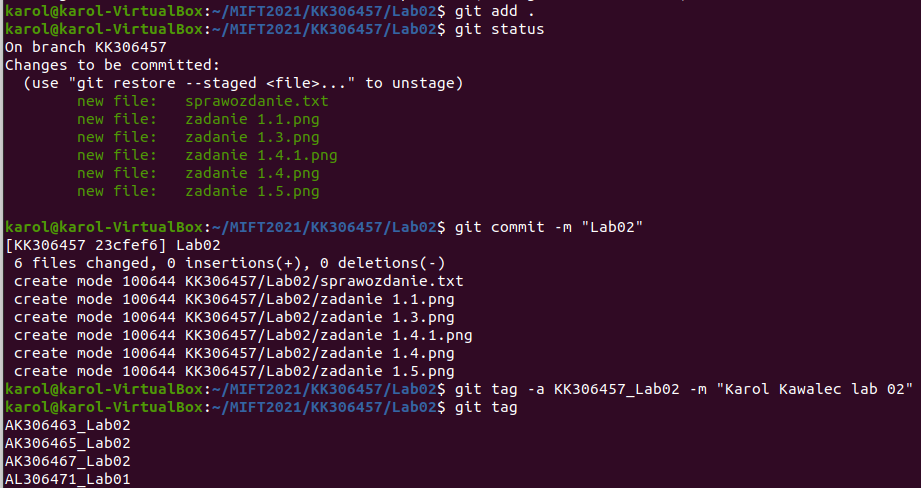 karol@karol-VirtualBox:~/MIFT2021/KK306457/Lab02$ git add .
karol@karol-VirtualBox:~/MIFT2021/KK306457/Lab02$ git status
On branch KK306457
Changes to be committed:
  (use "git restore --staged <file>..." to unstage)
        new file:   sprawozdanie.txt
        new file:   zadanie 1.1.png
        new file:   zadanie 1.3.png
        new file:   zadanie 1.4.1.png
        new file:   zadanie 1.4.png
        new file:   zadanie 1.5.png
karol@karol-VirtualBox:~/MIFT2021/KK306457/Lab02$ git commit -m "Lab02"
[KK306457 23cfef6] Lab02
 6 files changed, 0 insertions(+), 0 deletions(-)
 create mode 100644 KK306457/Lab02/sprawozdanie.txt
 create mode 100644 KK306457/Lab02/zadanie 1.1.png
 create mode 100644 KK306457/Lab02/zadanie 1.3.png
 create mode 100644 KK306457/Lab02/zadanie 1.4.1.png
 create mode 100644 KK306457/Lab02/zadanie 1.4.png
 create mode 100644 KK306457/Lab02/zadanie 1.5.png
karol@karol-VirtualBox:~/MIFT2021/KK306457/Lab02$ git tag -a KK306457_Lab02 -m "Karol Kawalec lab 02"
karol@karol-VirtualBox:~/MIFT2021/KK306457/Lab02$ git tag
AK306463_Lab02
AK306465_Lab02
AK306467_Lab02
AL306471_Lab01